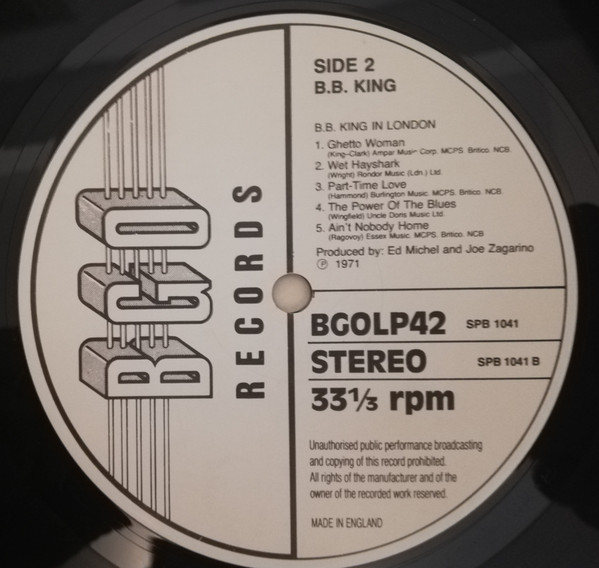 BGO
RECORDS
SIDE 2
B.B. KING
B.B. KING IN LONDON
1. Ghetto Woman
(King-Clark) Ampar Music Corp. MCPS. Britico. NCB.
2. Wet Hayshark
(Wright) Rondor Music (Ldn.) Ltd.
3. Part-Time Love
(Hammond) Burlington Music. MCPS. Britico. NCB.
4. The Power Of The Blues
(Wingfield) Uncle Doris Music Ltd.
5. Ain't Nobody Home
(Ragovoy) Essex Music. MCPS. Britico. NCB
Produced by: Ed Michel and Joe Zagarino
℗ 1971
BGOLP42 SPB 1041
STEREO SPB 1041 B
33⅓ rpm
Unauthorised public performance broadcasting
and copying of this record prohibited.
All rights of the manufacturer and of the
owner of the recorded work reserved.
MADE IN ENGLAND